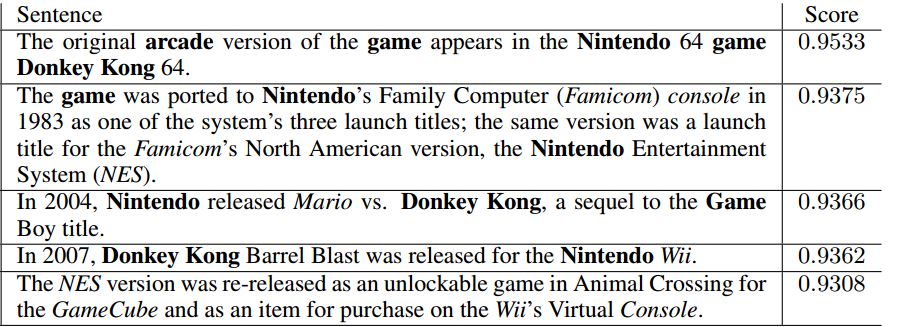 Sentence Score
The original arcade version of the game appears in the Nintendo 64 game 0.9533
Donkey Kong 64.
The game was ported to Nintendo's Family Computer (Famicom) console in 0.9375
1983 as one of the system's three launch titles; the same version was a launch
title for the Famicom's North American version, the Nintendo Entertainment
System (NES).
In 2004, Nintendo released Mario vs. Donkey Kong, a sequel to the Game 0.9366
Boy title.
In 2007, Donkey Kong Barrel Blast was released for the Nintendo Wii. 0.9362
The NES version was re-released as an unlockable game in Animal Crossing for 0.9308
the GameCube and as an item for purchase on the Wii's Virtual Console.